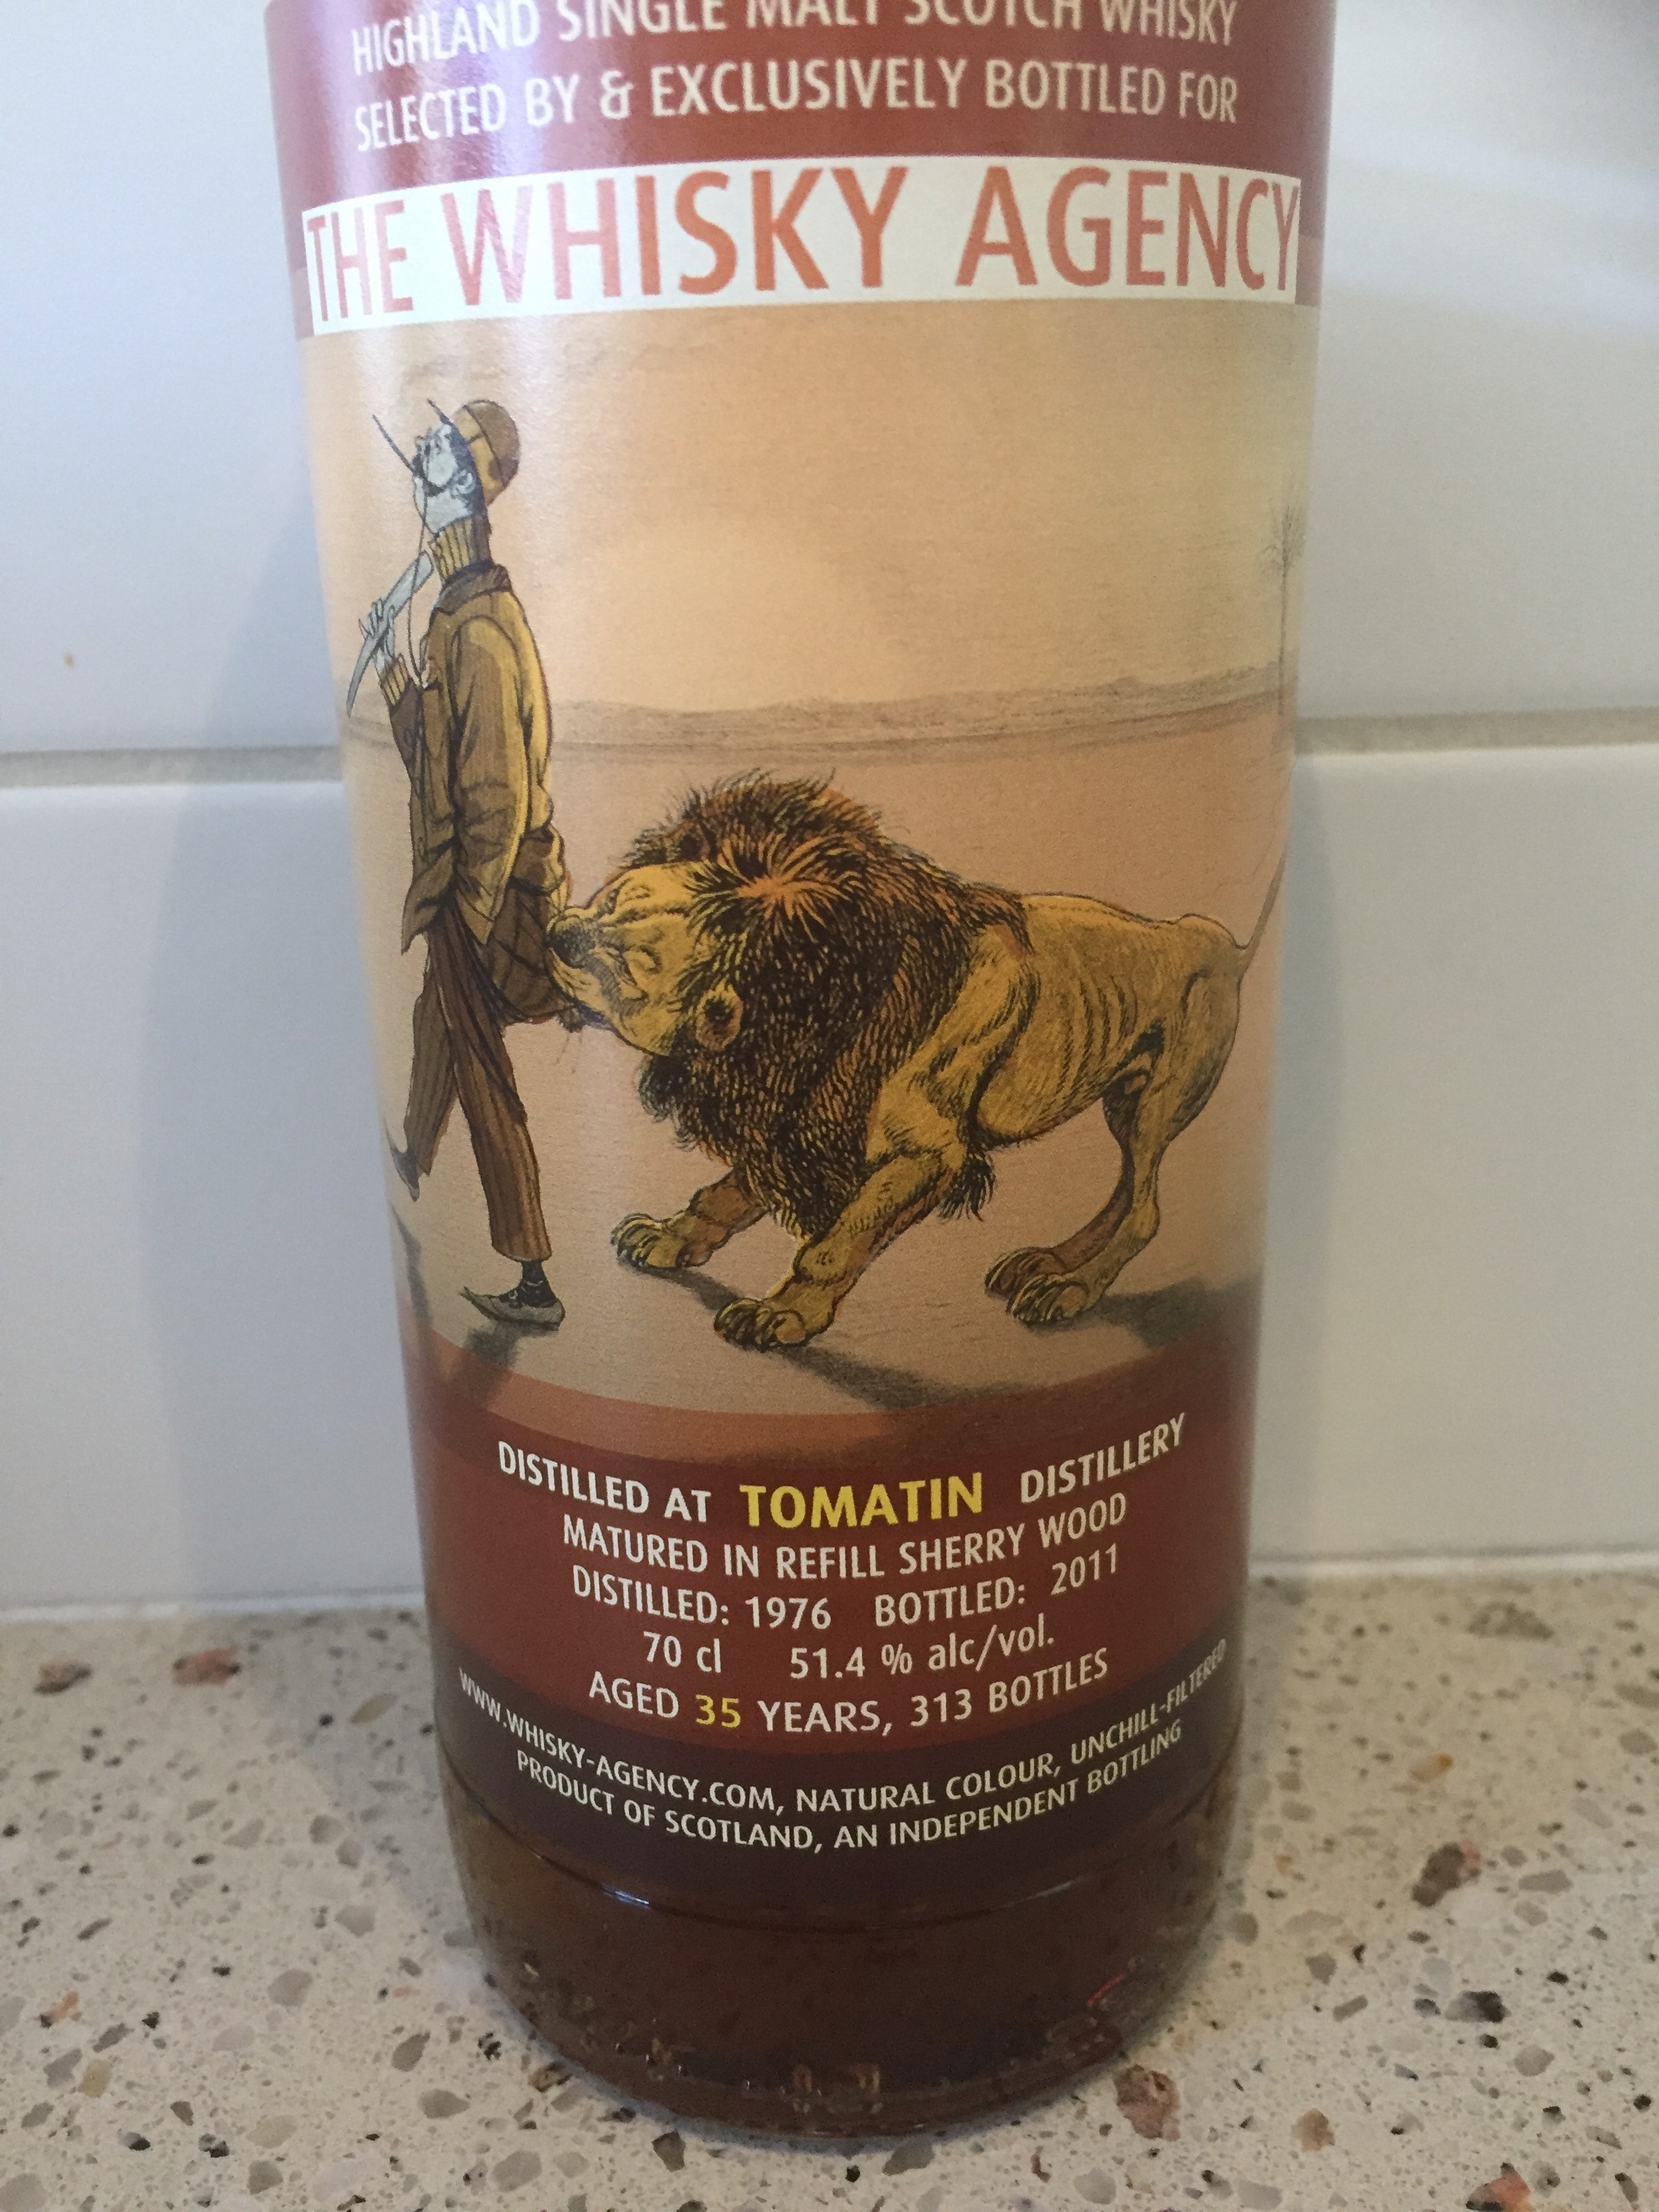 HIGHLAND SINGLE MALT SCOTCH WHISKY
SELECTED BY & EXCLUSIVELY BOTTLED FOR
THE WHISKY AGENCY
DISTILLED AT TOMATIN DISTILLERY
MATURED IN REFILL SHERRY WOOD
DISTILLED: 1976 BOTTLED: 2011
70 cl 51.4 % alc/vol.
AGED 35 YEARS, 313 BOTTLES
WWW.WHISKY-AGENCY.COM, NATURAL COLOUR, UNCHILL-FILTERED
PRODUCT OF SCOTLAND, AN INDEPENDENT BOTTLING